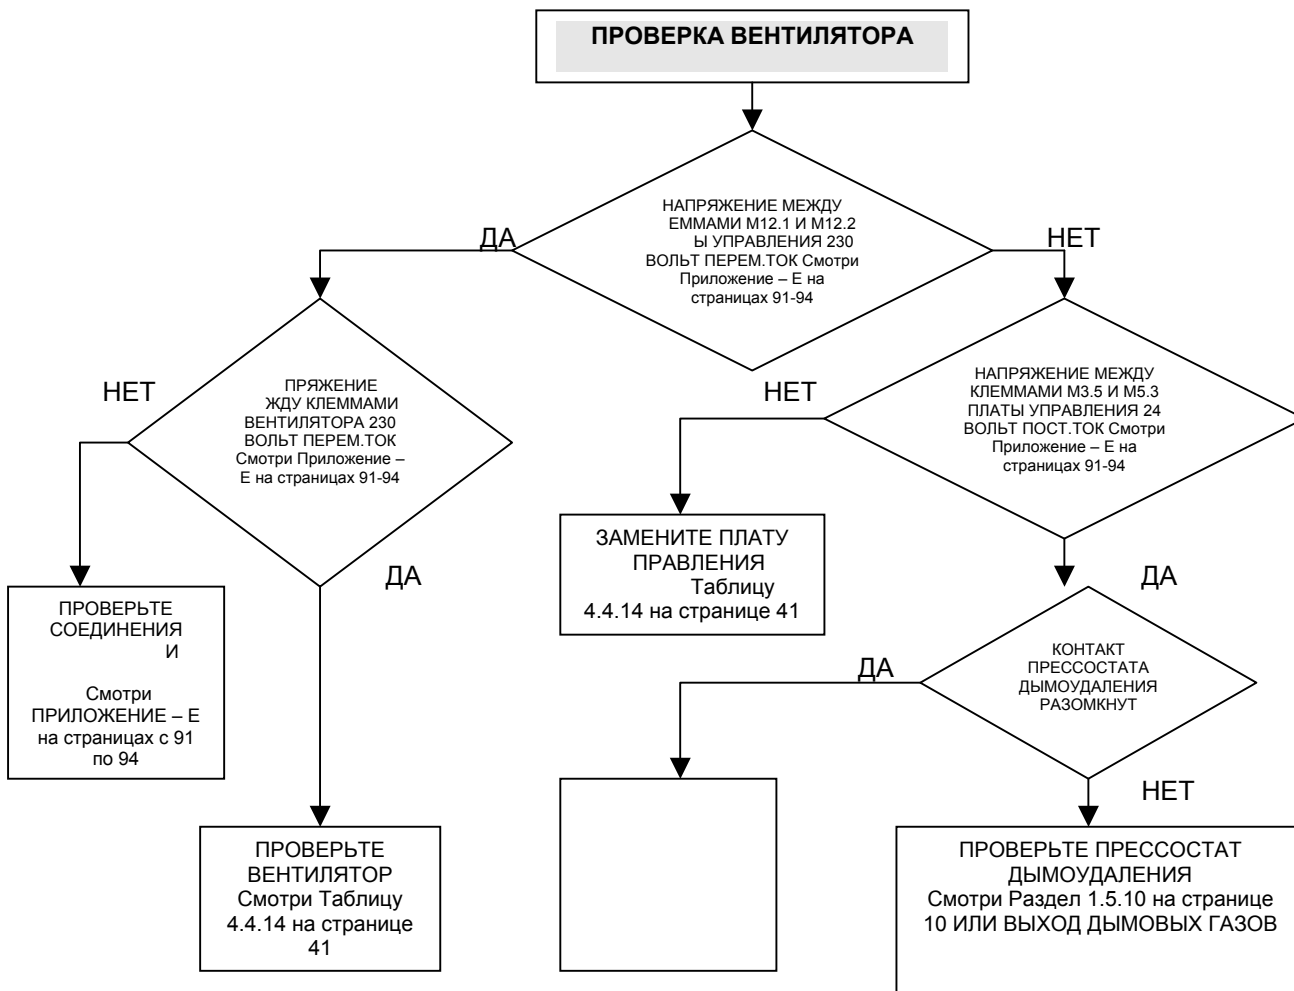 ПРОВЕРКА ВЕНТИЛЯТОРА
НАПРЯЖЕНИЕ МЕЖДУ
ЕММАМИ М12.1 И М12.2
Ы УПРАВЛЕНИЯ 230
ВОЛЬТ ПЕРЕМ.ТОК Смотри
Приложение – Е на
страницах 91-94
ДА
НЕТ
ПРЯЖЕНИЕ
ЖДУ КЛЕММАМИ
ВЕНТИЛЯТОРА 230
ВОЛЬТ ПЕРЕМ.ТОК
Смотри Приложение –
Е на страницах 91-94
НЕТ
ДА
НАПРЯЖЕНИЕ МЕЖДУ
КЛЕММАМИ М3.5 И М5.3
ПЛАТЫ УПРАВЛЕНИЯ 24
ВОЛЬТ ПОСТ.ТОК Смотри
Приложение – Е на
страницах 91-94
НЕТ
ДА
ЗАМЕНИТЕ ПЛАТУ
ПРАВЛЕНИЯ
Таблицу
4.4.14 на странице 41
ПРОВЕРЬТЕ
СОЕДИНЕНИЯ
И
Смотри
ПРИЛОЖЕНИЕ – Е
на страницах с 91
по 94
КОНТАКТ
ПРЕССОСТАТА
ДЫМОУДАЛЕНИЯ
РАЗОМКНУТ
ДА
НЕТ
ПРОВЕРЬТЕ
ВЕНТИЛЯТОР
Смотри Таблицу
4.4.14 на странице
41
ПРОВЕРЬТЕ ПРЕССОСТАТ
ДЫМОУДАЛЕНИЯ
Смотри Раздел 1.5.10 на странице
10 ИЛИ ВЫХОД ДЫМОВЫХ ГАЗОВ